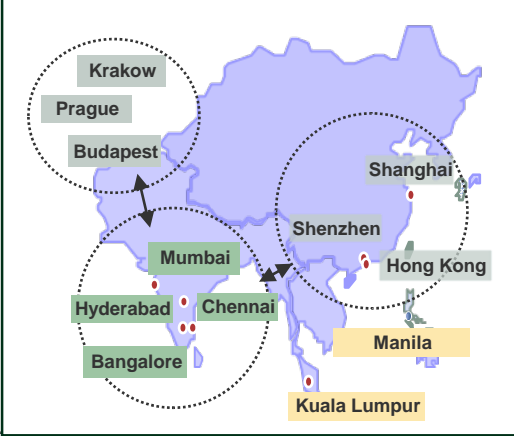 Krakow
Prague
Budapest
Shanghai
Shenzhen
Mumbai
Hong Kong
Hyderabad
Chennai
Manila
Bangalore
Kuala Lumpur